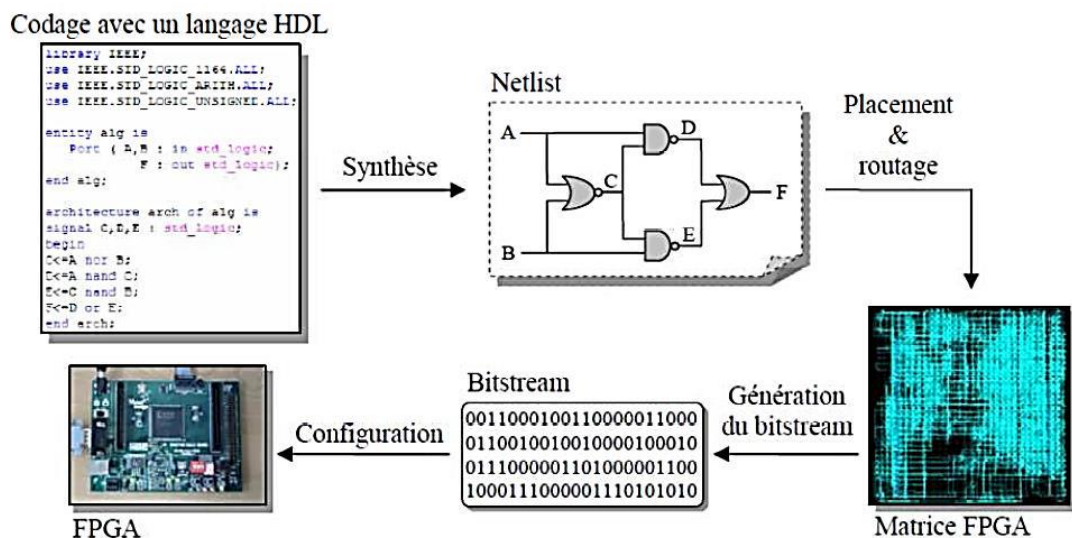 Codage avec un langage HDL
library IEEE;
use IEEE.STD_LOGIC_1164.ALL;
use IEEE.STD_LOGIC_ARITH.ALL;
use IEEE.STD_LOGIC_UNSIGNED.ALL;
entity alg is
Port ( A,B : in std_logic;
F : out std_logic);
end alg;
architecture arch of alg is
signal C,D,E : std_logic;
begin
C<=A nor B;
D<=A nand C;
E<=C nand B;
F<=D or E;
end arch;
Synthèse
Netlist
A
B
C
D
E
F
Placement
&
routage
Matrice FPGA
Génération
du bitstream
Bitstream
00110001001100000011000
01100100100100001000010
0111000001101000001100
1000111000001110101010
Configuration
FPGA